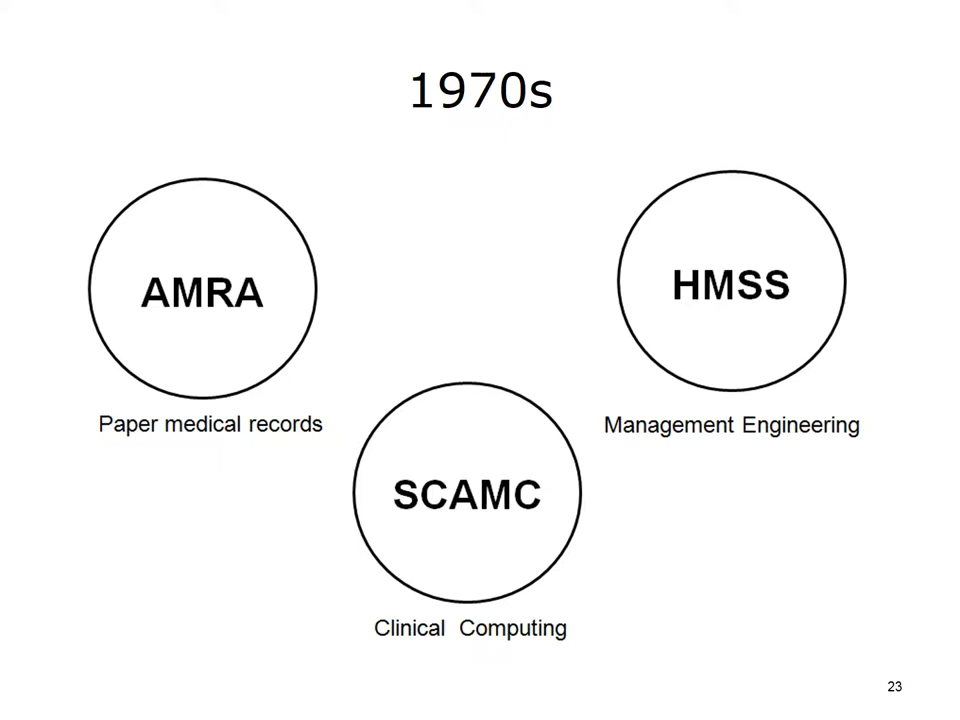 1970s
AMRA
HMSS
Paper medical records
Management Engineering
SCAMC
Clinical Computing
23